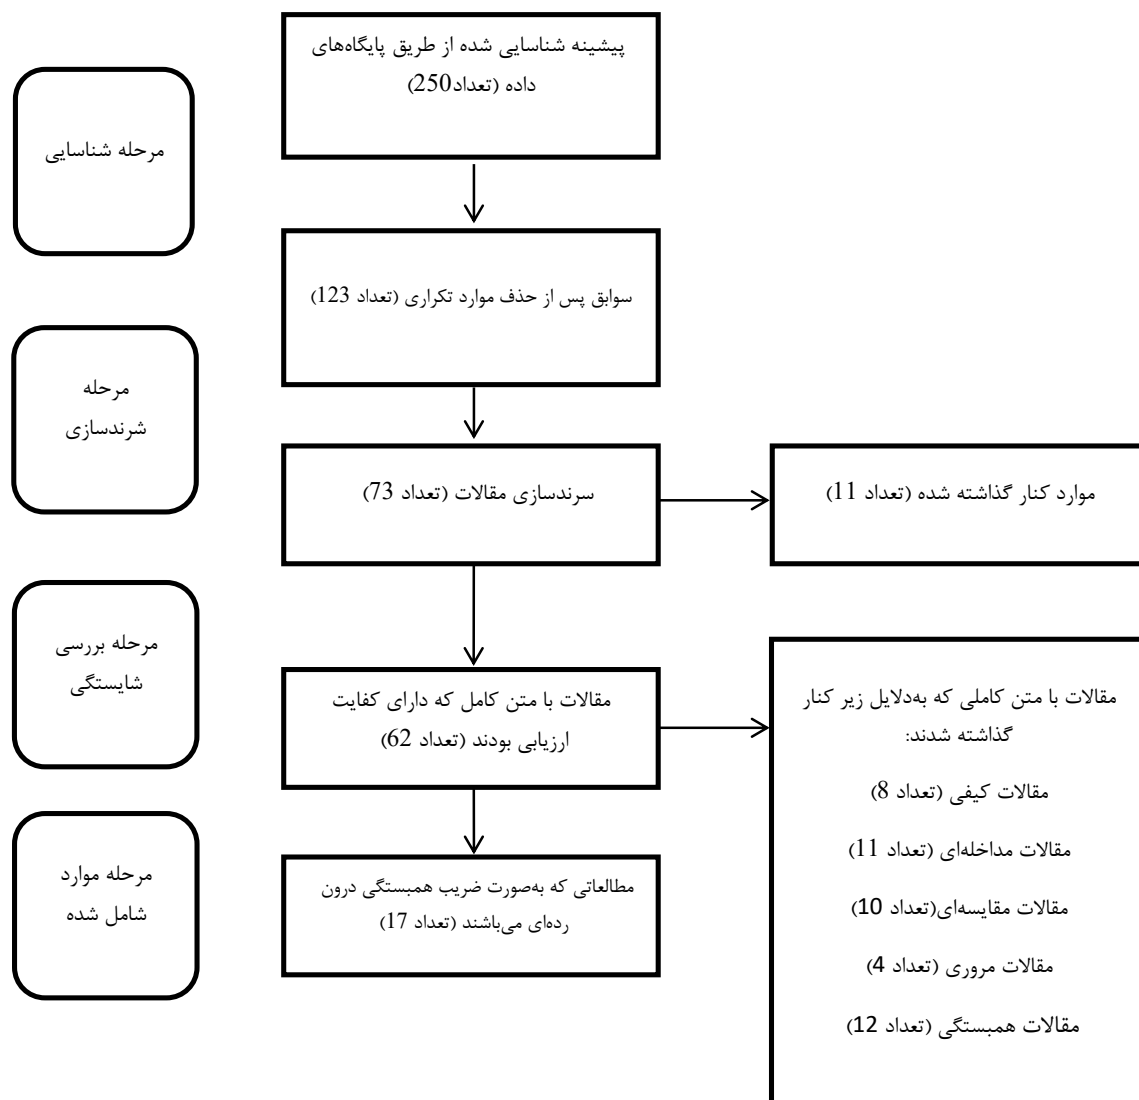 پیشینه شناسایی شده از طریق پایگاه‌های
داده (تعداد250)
مرحله شناسایی
سوابق پس از حذف موارد تکراری (تعداد 123)
مرحله
شرندسازی
سرندسازی مقالات (تعداد 73)
موارد کنار گذاشته شده (تعداد 11)
مرحله بررسی
شایستگی
مقالات با متن کامل که دارای کفایت
ارزیابی بودند (تعداد 62)
مقالات با متن کاملی که به‌دلایل زیر کنار
گذاشته شدند:
مقالات کیفی (تعداد 8)
مقالات مداخله‌ای (تعداد 11)
مقالات مقایسه‌ای(تعداد 10)
مقالات مروری (تعداد 4)
مقالات همبستگی (تعداد 12)
مرحله موارد
شامل شده
مطالعاتی که به‌صورت ضریب همبستگی درون
رده‌ای می‌باشند (تعداد 17)